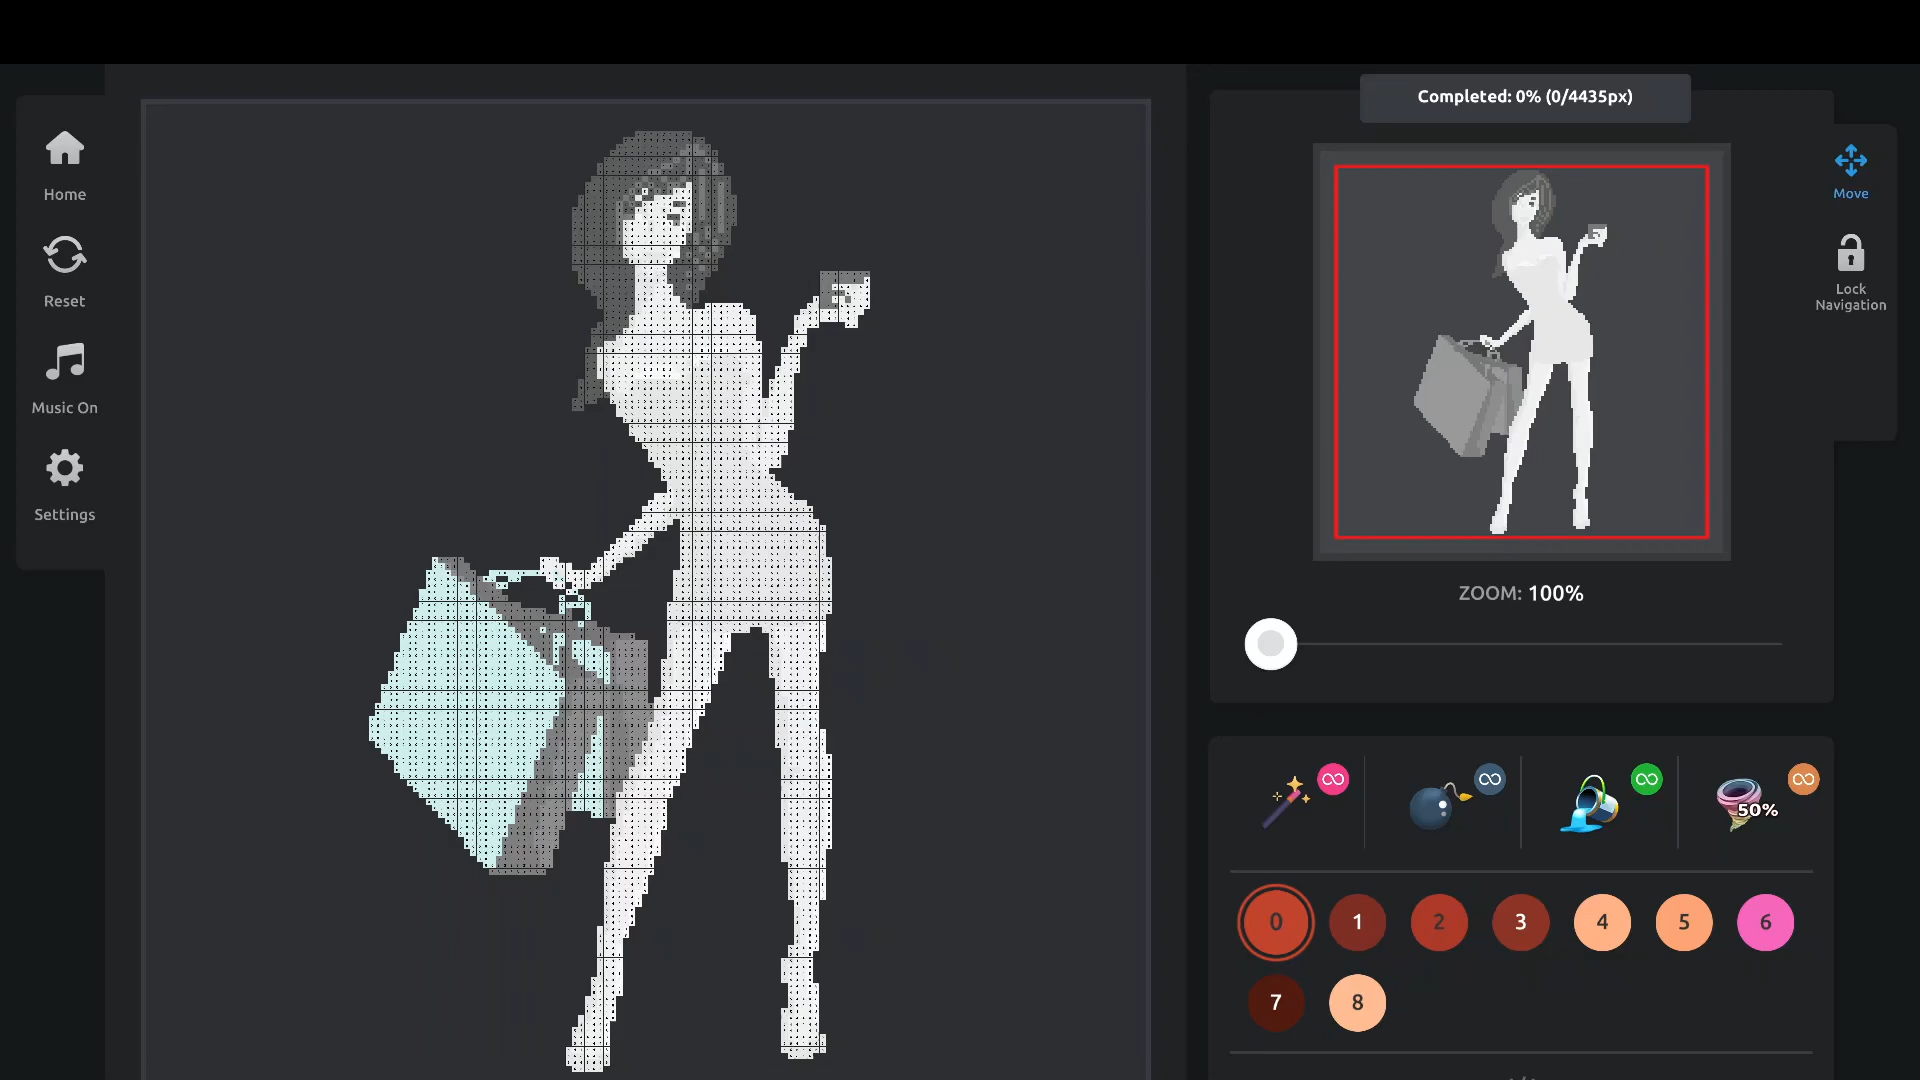 Completed: 0% (0/4435px)
Home
Reset
Music On
Settings
Move
Lock
Navigation
ZOOM: 100%
50%
0 1 2 3 4 5 6
7 8